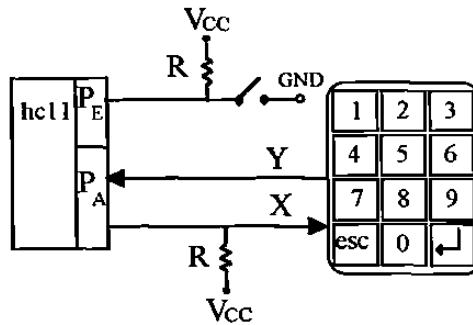 Vcc
R
GND
hc11
PE
PA
Y
X
R
Vcc
1 2 3
4 5 6
7 8 9
esc 0 ↵